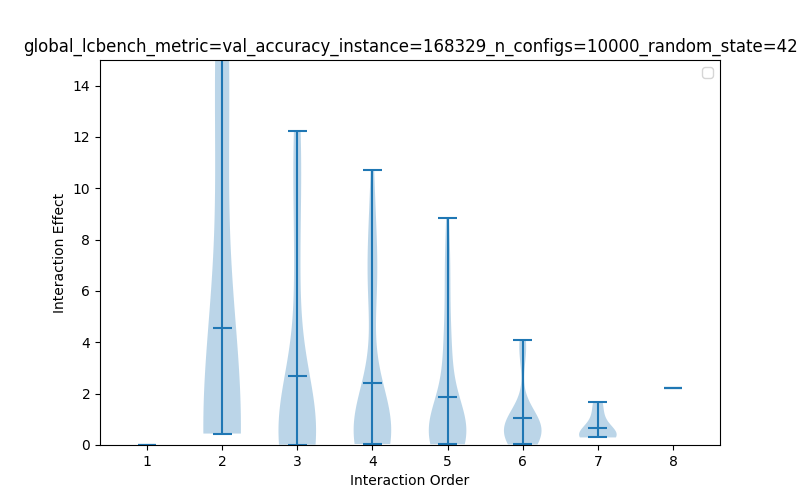 global_lcbench_metric=val_accuracy_instance=168329_n_configs=10000_random_state=42
14
12
10
8
6
4
2
0
Interaction Effect
1 2 3 4 5 6 7 8
Interaction Order